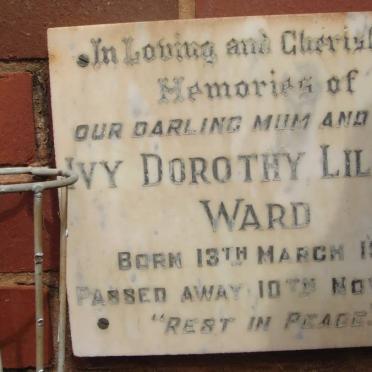 In Loving and Cherish
Memories of
OUR DARLING MUM AND
IVY DOROTHY LIL
WARD
BORN 13TH MARCH 1
PASSED AWAY 10TH NOV
"REST IN PEACE.